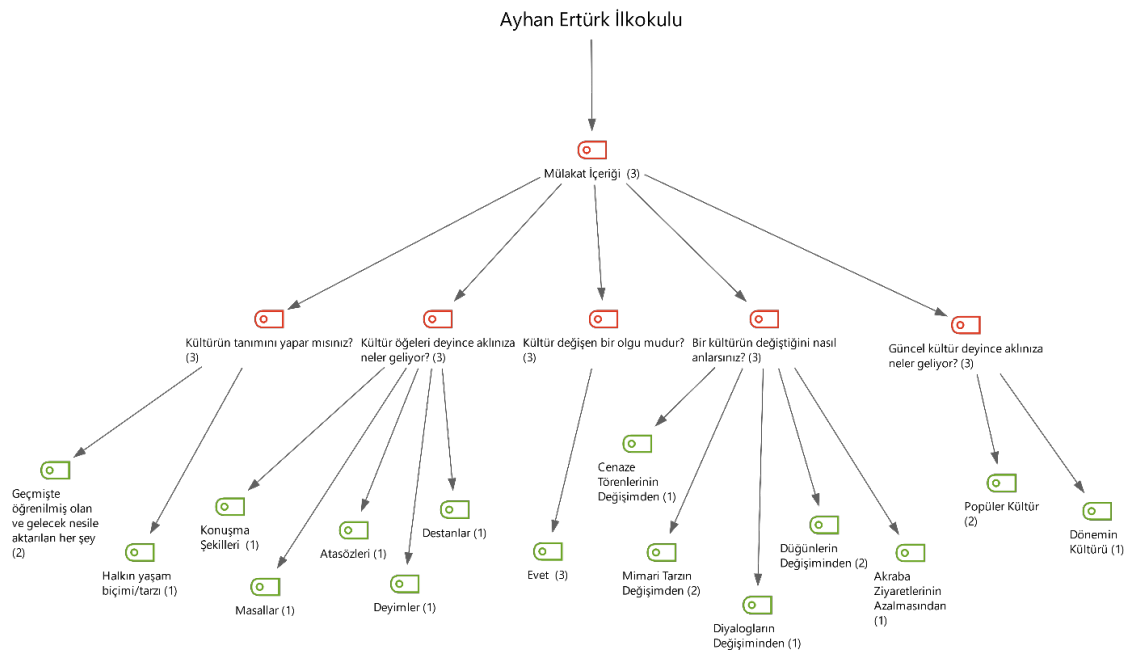 Ayhan Ertürk İlkokulu
Mülakat İçeriği (3)
Kültürün tanımını yapar mısınız?
(3)
Kültür öğeleri deyince aklınıza
neler geliyor? (3)
Kültür değişen bir olgu mudur?
(3)
Bir kültürün değiştiğini nasıl
anlarsınız? (3)
Güncel kültür deyince aklınıza
neler geliyor? (3)
Geçmişte
öğrenilmiş olan
ve gelecek nesile
aktarılan her şey
(2)
Halkın yaşam
biçimi/tarzı (1)
Konuşma
Şekilleri (1)
Masallar (1)
Atasözleri (1)
Deyimler (1)
Destanlar (1)
Evet (3)
Cenaze
Törenlerinin
Değişimden (1)
Mimari Tarzın
Değişimden (2)
Diyalogların
Değişiminden (1)
Düğünlerin
Değişiminden (2)
Akraba
Ziyaretlerinin
Azalmasından
(1)
Popüler Kültür
(2)
Dönemin
Kültürü (1)